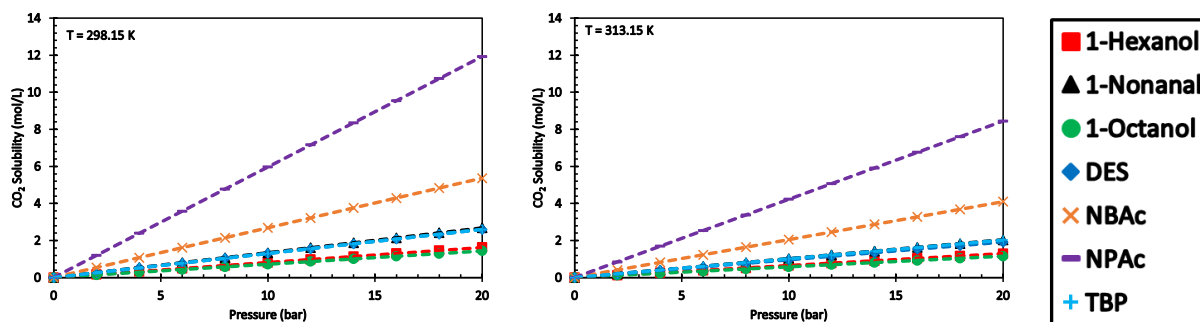 T = 298.15 K
CO₂ Solubility (mol/L)
14
12
10
8
6
4
2
0
0 5 10 15 20
Pressure (bar)
T = 313.15 K
CO₂ Solubility (mol/L)
14
12
10
8
6
4
2
0
0 5 10 15 20
Pressure (bar)
1-Hexanol
1-Nonanal
1-Octanol
DES
NBAc
NPAc
TBP